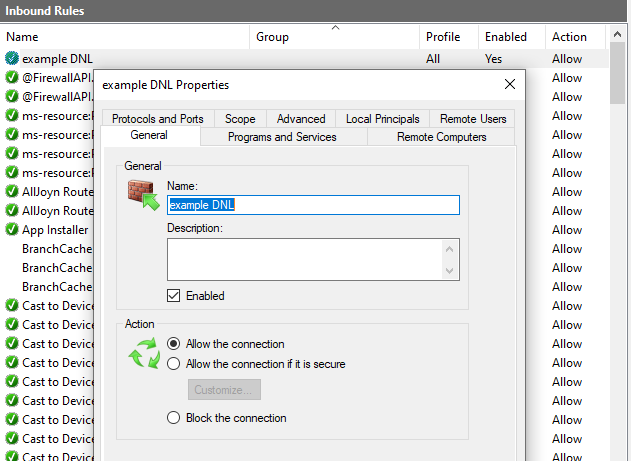 Inbound Rules
Name Group Profile Enabled Action
example DNL All Yes Allow
@FirewallAPI. Allow
@FirewallAPI. Allow
ms-resource:P Allow
ms-resource:P Allow
ms-resource:P Allow
ms-resource:P Allow
AllJoyn Route Allow
AllJoyn Route Allow
App Installer Allow
BranchCache Allow
BranchCache Allow
BranchCache Allow
Cast to Device Allow
Cast to Device Allow
Cast to Device Allow
Cast to Device Allow
Cast to Device Allow
Cast to Device Allow
Cast to Device Allow
Cast to Device Allow
Cast to Device Allow
example DNL Properties
Protocols and Ports Scope Advanced Local Principals Remote Users
General Programs and Services Remote Computers
General
Name:
example DNL
Description:
Enabled
Action
Allow the connection
Allow the connection if it is secure
Customize...
Block the connection